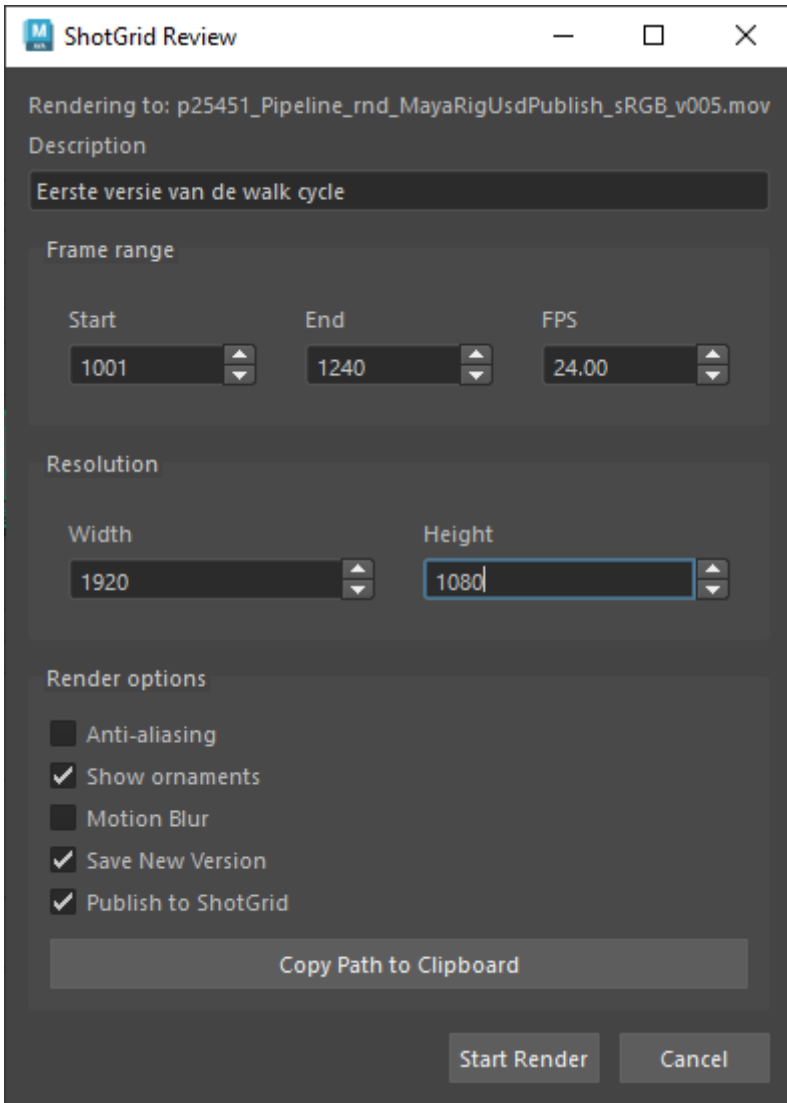 ShotGrid Review
Rendering to: p25451_Pipeline_rnd_MayaRigUsdPublish_sRGB_v005.mov
Description
Eerste versie van de walk cycle
Frame range
Start End FPS
1001 1240 24.00
Resolution
Width Height
1920 1080
Render options
Anti-aliasing
Show ornaments
Motion Blur
Save New Version
Publish to ShotGrid
Copy Path to Clipboard
Start Render Cancel